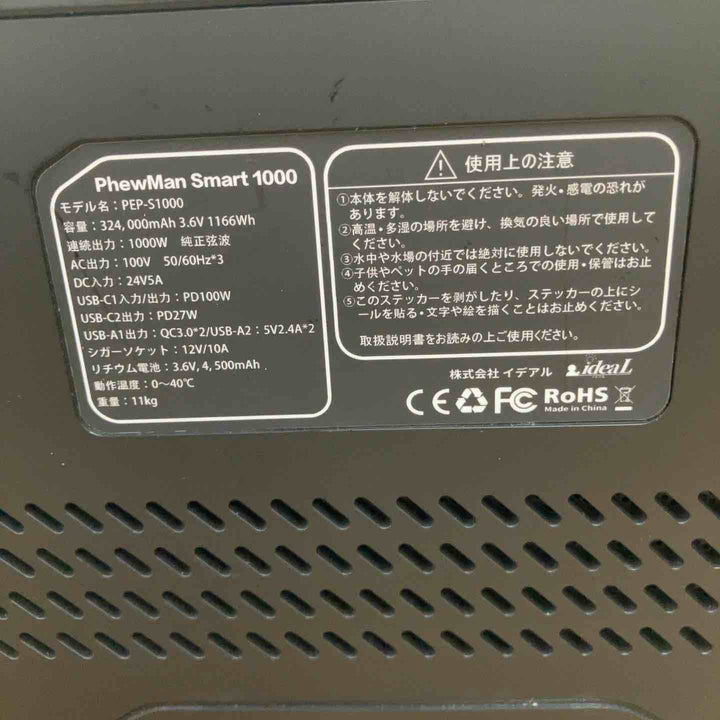 PhewMan Smart 1000
モデル名：PEP-S1000
容量：324,000mAh 3.6V 1166Wh
連続出力：1000W 純正弦波
AC出力：100V 50/60Hz*3
DC入力：24V5A
USB-C1入力/出力：PD100W
USB-C2出力：PD27W
USB-A1出力：QC3.0*2/USB-A2：5V2.4A*2
シガーソケット：12V/10A
リチウム電池：3.6V, 4,500mAh
動作温度：0〜40℃
重量：11kg
使用上の注意
①本体を解体しないでください。発火・感電の恐れが
あります。
②高温・多湿の場所を避け、換気の良い場所で使用して
ください。
③水中や水場の付近では絶対に使用しないでください。
④子供やペットの手の届くところでの使用・保管はお止
めください。
⑤このステッカーを剥がしたり、ステッカーの上にシ
ールを貼る・文字や絵を描くことはお止めください。
取扱説明書をお読みの上ご使用ください。
株式会社 イデアル ideaL
CE FC RoHS
Made in China